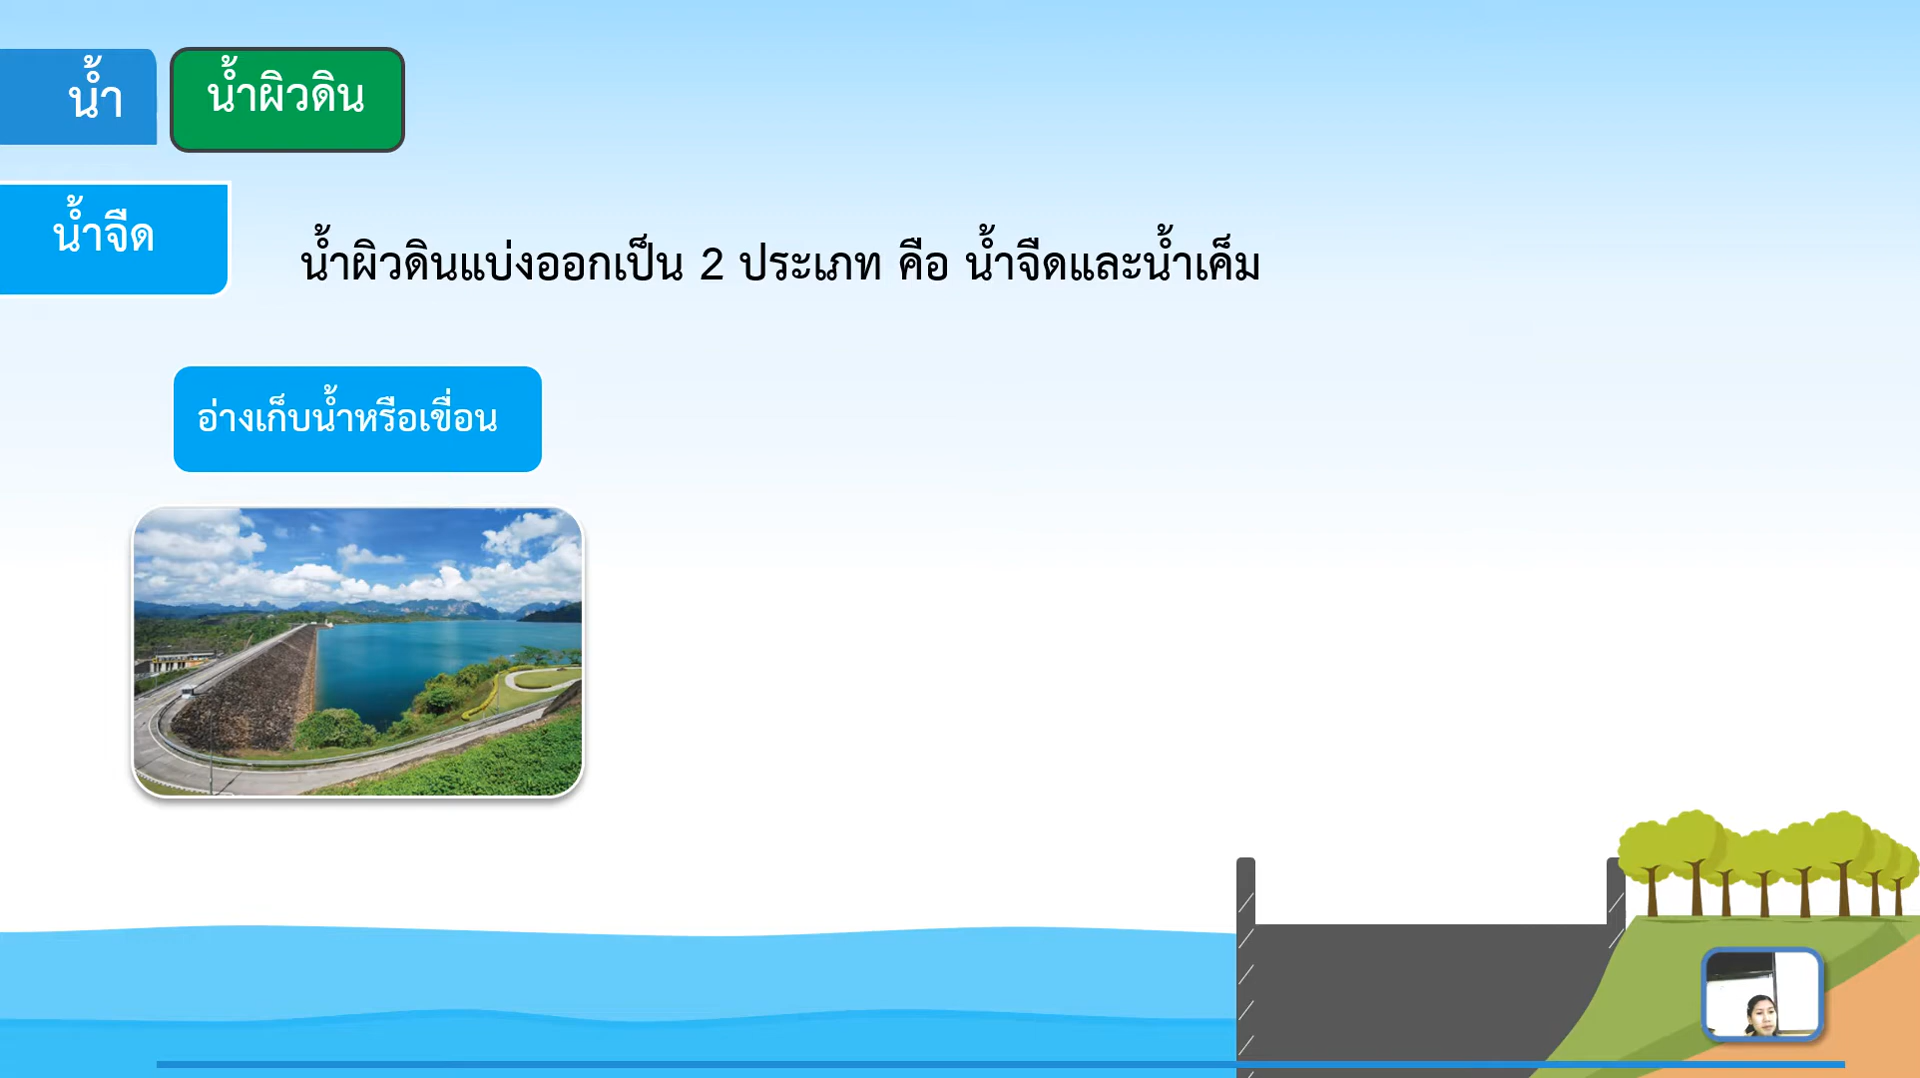 น้ำ
น้ำผิวดิน
น้ำจืด
น้ำผิวดินแบ่งออกเป็น 2 ประเภท คือ น้ำจืดและน้ำเค็ม
อ่างเก็บน้ำหรือเขื่อน